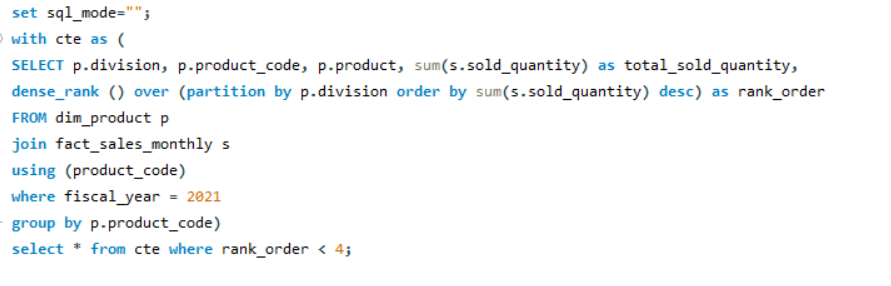 set sql_mode="";
with cte as (
SELECT p.division, p.product_code, p.product, sum(s.sold_quantity) as total_sold_quantity,
dense_rank () over (partition by p.division order by sum(s.sold_quantity) desc) as rank_order
FROM dim_product p
join fact_sales_monthly s
using (product_code)
where fiscal_year = 2021
group by p.product_code)
select * from cte where rank_order < 4;